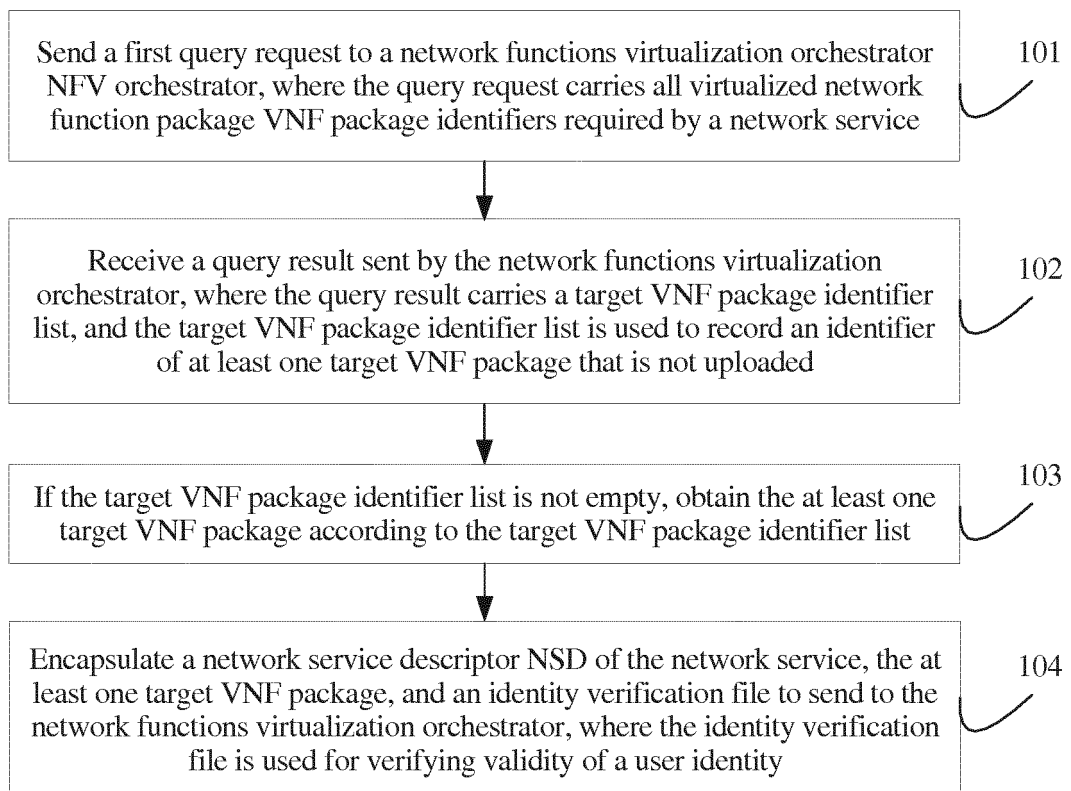 Send a first query request to a network functions virtualization orchestrator
NFV orchestrator, where the query request carries all virtualized network
function package VNF package identifiers required by a network service
101
Receive a query result sent by the network functions virtualization
orchestrator, where the query result carries a target VNF package identifier
list, and the target VNF package identifier list is used to record an identifier
of at least one target VNF package that is not uploaded
102
If the target VNF package identifier list is not empty, obtain the at least one
target VNF package according to the target VNF package identifier list
103
Encapsulate a network service descriptor NSD of the network service, the at
least one target VNF package, and an identity verification file to send to the
network functions virtualization orchestrator, where the identity verification
file is used for verifying validity of a user identity
104